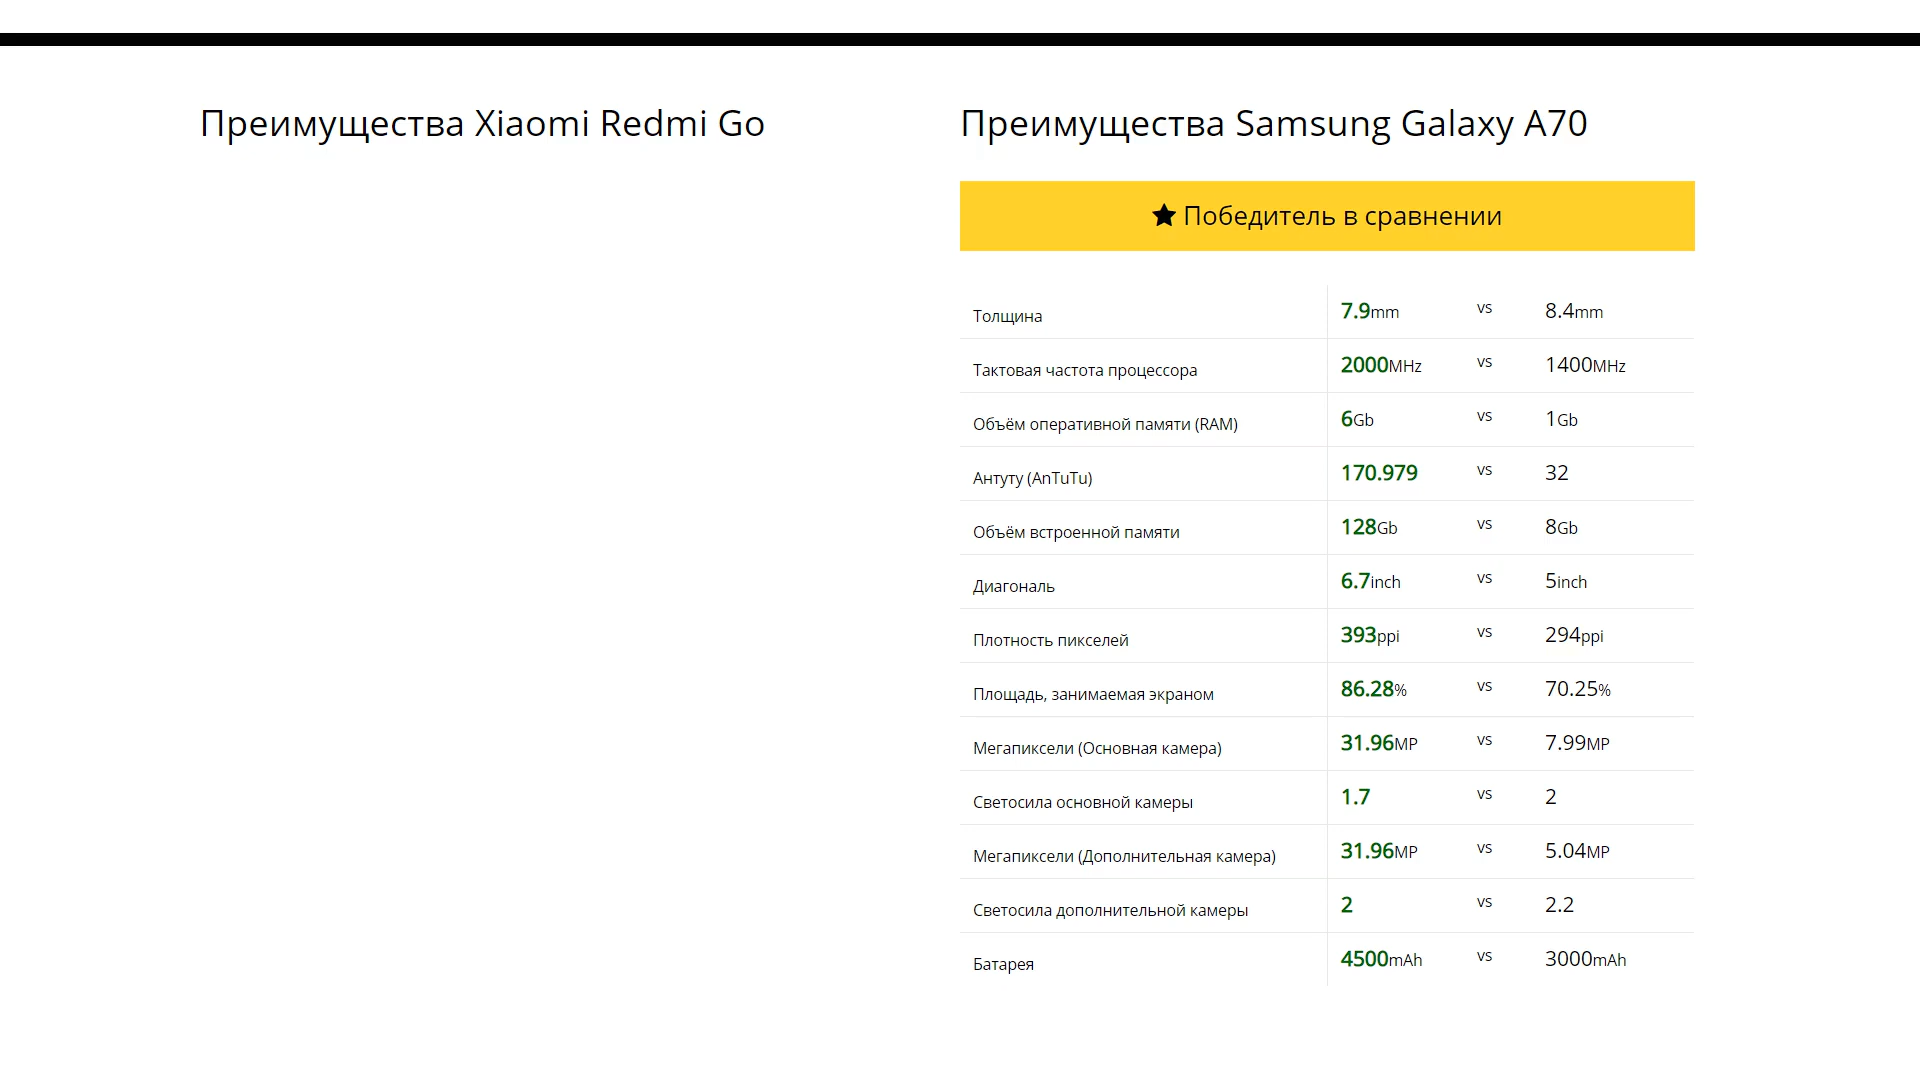 Преимущества Xiaomi Redmi Go
Преимущества Samsung Galaxy A70
Победитель в сравнении
Толщина 7.9mm vs 8.4mm
Тактовая частота процессора 2000MHz vs 1400MHz
Объём оперативной памяти (RAM) 6Gb vs 1Gb
Антуту (AnTuTu) 170.979 vs 32
Объём встроенной памяти 128Gb vs 8Gb
Диагональ 6.7inch vs 5inch
Плотность пикселей 393ppi vs 294ppi
Площадь, занимаемая экраном 86.28% vs 70.25%
Мегапиксели (Основная камера) 31.96MP vs 7.99MP
Светосила основной камеры 1.7 vs 2
Мегапиксели (Дополнительная камера) 31.96MP vs 5.04MP
Светосила дополнительной камеры 2 vs 2.2
Батарея 4500mAh vs 3000mAh